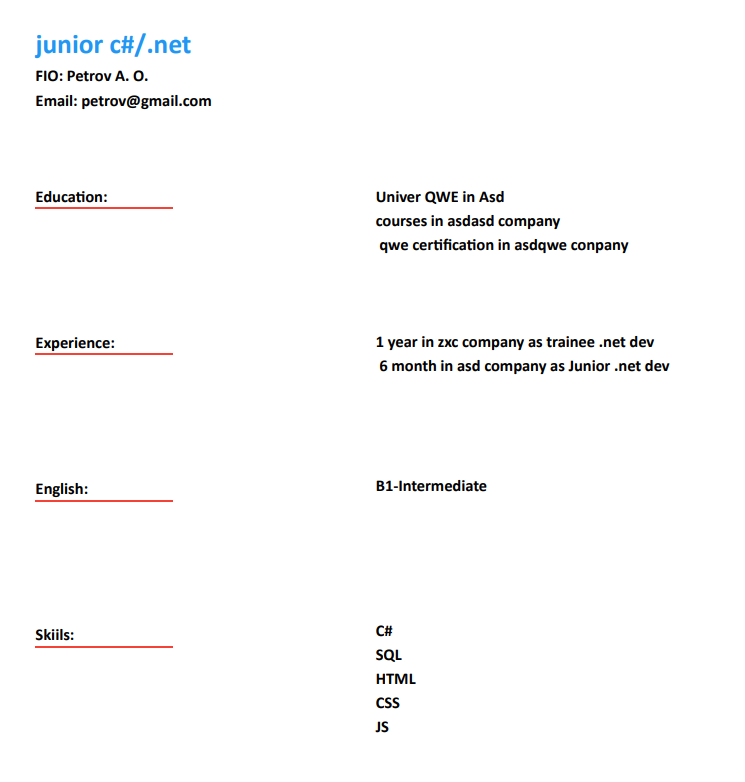 junior c#/.net
FIO: Petrov A. O.
Email: petrov@gmail.com
Education:
Univer QWE in Asd
courses in asdasd company
qwe certification in asdqwe conpany
Experience:
1 year in zxc company as trainee .net dev
6 month in asd company as Junior .net dev
English:
B1-Intermediate
Skiils:
C#
SQL
HTML
CSS
JS